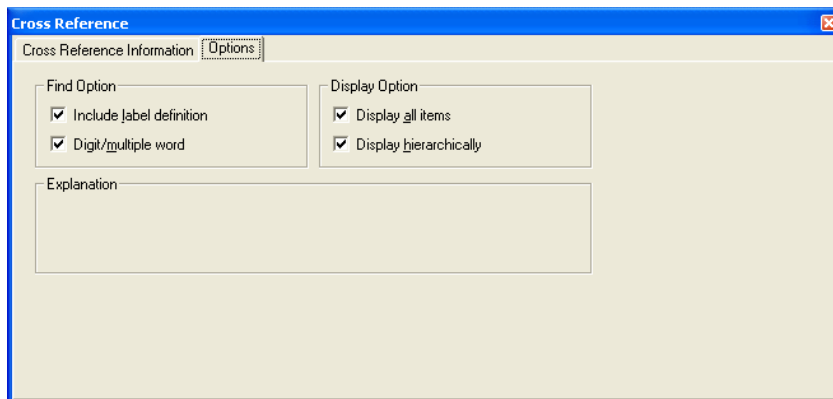 Cross Reference
Cross Reference Information Options
Find Option
Include label definition
Digit/multiple word
Display Option
Display all items
Display hierarchically
Explanation